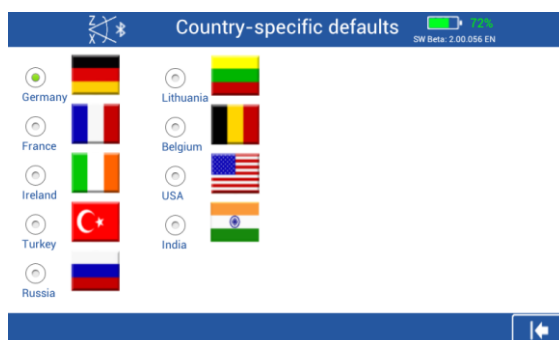 Z
X
Country-specific defaults
72%
SW Beta: 2.00.056 EN
Germany
Lithuania
France
Belgium
Ireland
USA
Turkey
India
Russia